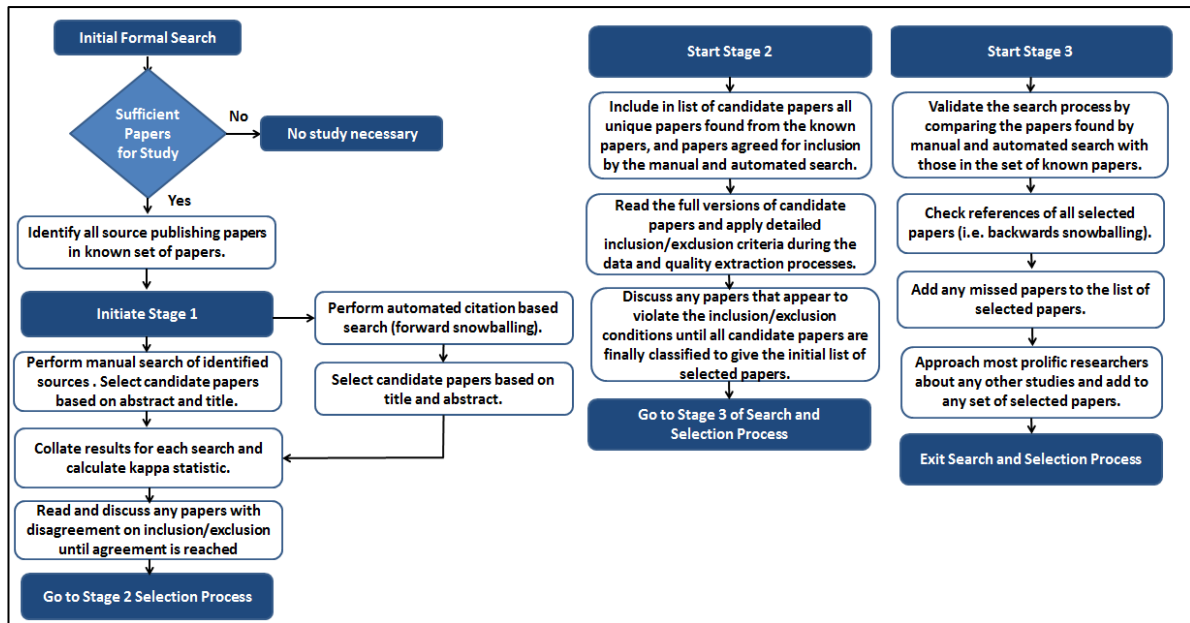 Initial Formal Search
Sufficient
Papers
for Study
No
No study necessary
Yes
Identify all source publishing papers
in known set of papers.
Initiate Stage 1
Perform manual search of identified
sources . Select candidate papers
based on abstract and title.
Perform automated citation based
search (forward snowballing).
Select candidate papers based on
title and abstract.
Collate results for each search and
calculate kappa statistic.
Read and discuss any papers with
disagreement on inclusion/exclusion
until agreement is reached
Go to Stage 2 Selection Process
Start Stage 2
Include in list of candidate papers all
unique papers found from the known
papers, and papers agreed for inclusion
by the manual and automated search.
Read the full versions of candidate
papers and apply detailed
inclusion/exclusion criteria during the
data and quality extraction processes.
Discuss any papers that appear to
violate the inclusion/exclusion
conditions until all candidate papers are
finally classified to give the initial list of
selected papers.
Go to Stage 3 of Search and
Selection Process
Start Stage 3
Validate the search process by
comparing the papers found by
manual and automated search with
those in the set of known papers.
Check references of all selected
papers (i.e. backwards snowballing).
Add any missed papers to the list of
selected papers.
Approach most prolific researchers
about any other studies and add to
any set of selected papers.
Exit Search and Selection Process